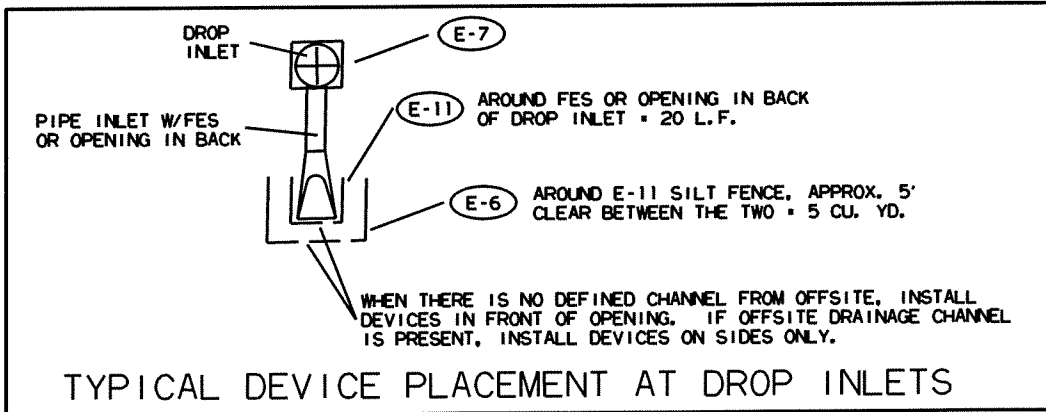 DROP
INLET
E-7
E-11
AROUND FES OR OPENING IN BACK
OF DROP INLET = 20 L.F.
PIPE INLET W/FES
OR OPENING IN BACK
E-6
AROUND E-11 SILT FENCE, APPROX. 5'
CLEAR BETWEEN THE TWO = 5 CU. YD.
WHEN THERE IS NO DEFINED CHANNEL FROM OFFSITE, INSTALL
DEVICES IN FRONT OF OPENING. IF OFFSITE DRAINAGE CHANNEL
IS PRESENT, INSTALL DEVICES ON SIDES ONLY.
TYPICAL DEVICE PLACEMENT AT DROP INLETS